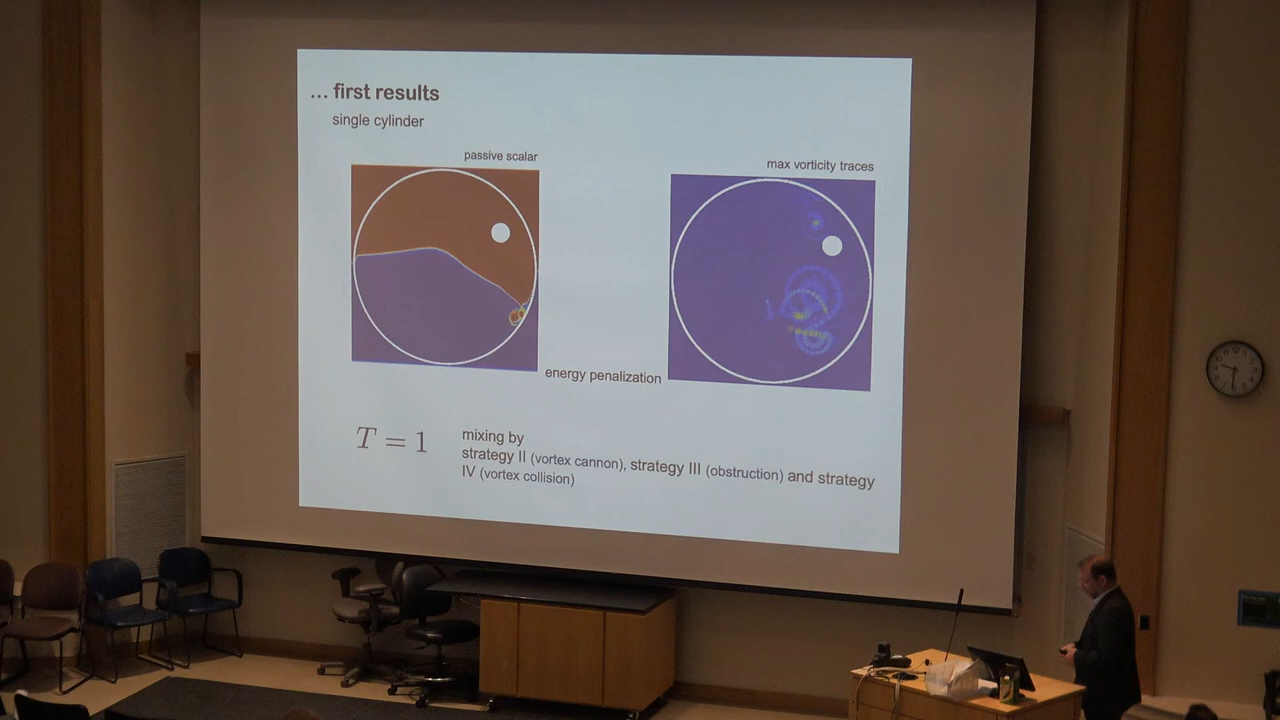 ... first results
single cylinder
passive scalar
max vorticity traces
energy penalization
T = 1
mixing by
strategy II (vortex cannon), strategy III (obstruction) and strategy
IV (vortex collision)